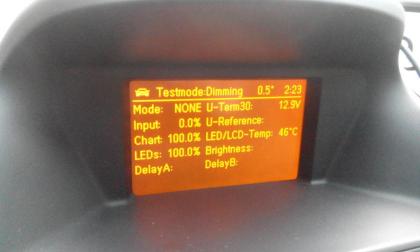 Testmode:Dimming 0.5° 2:23
Mode: NONE U-Term30: 12.9V
Input: 0.0% U-Reference:
Chart: 100.0% LED/LCD-Temp: 46°C
LEDs: 100.0% Brightness:
DelayA: DelayB: